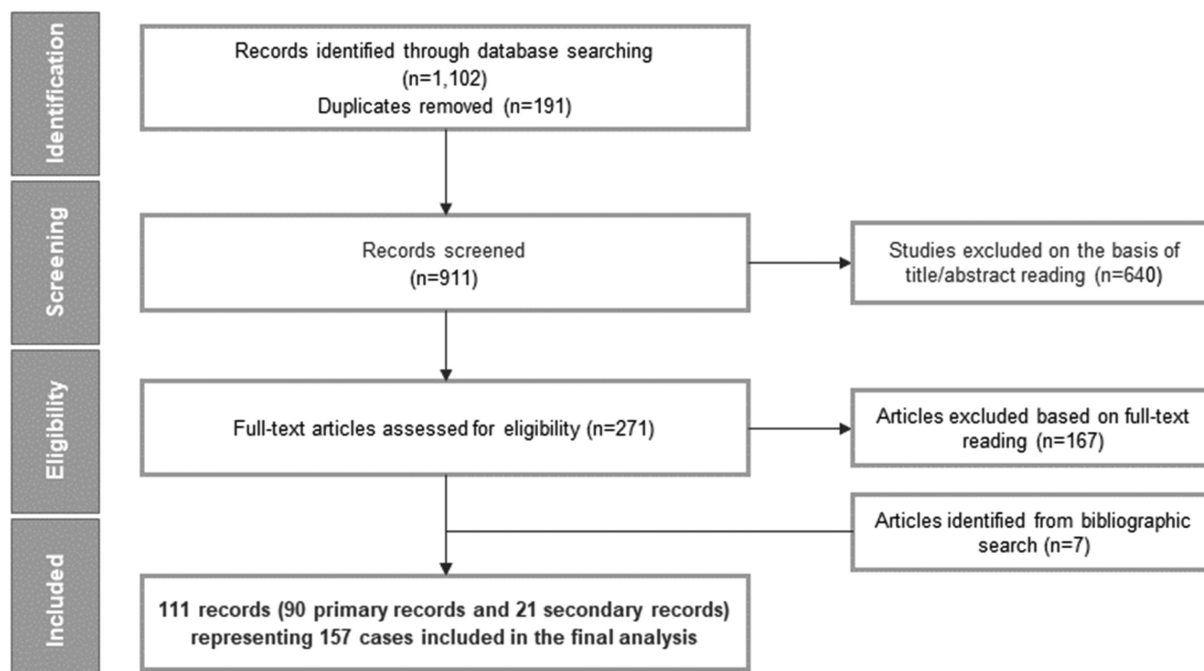 Identification
Records identified through database searching
(n=1,102)
Duplicates removed (n=191)
Screening
Records screened
(n=911)
Studies excluded on the basis of
title/abstract reading (n=640)
Eligibility
Full-text articles assessed for eligibility (n=271)
Articles excluded based on full-text
reading (n=167)
Articles identified from bibliographic
search (n=7)
Included
111 records (90 primary records and 21 secondary records)
representing 157 cases included in the final analysis